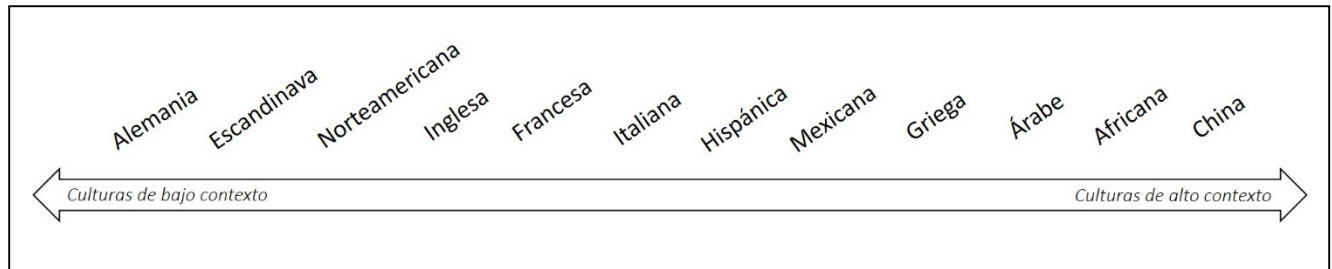 Alemania
Escandinava
Norteamericana
Inglesa
Francesa
Italiana
Hispánica
Mexicana
Griega
Árabe
Africana
China
Culturas de bajo contexto
Culturas de alto contexto